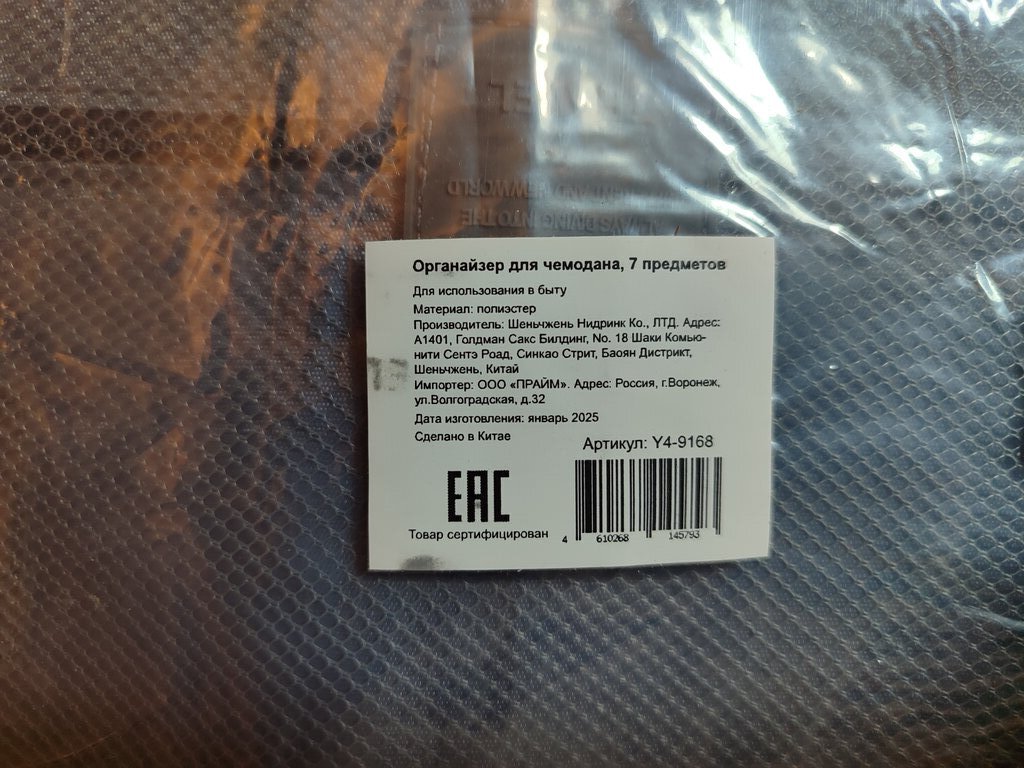 Органайзер для чемодана, 7 предметов
Для использования в быту
Материал: полиэстер
Производитель: Шеньчжень Нидринк Ко., ЛТД. Адрес:
А1401, Голдман Сакс Билдинг, No. 18 Шаки Комью-
нити Сентэ Роад, Синкао Стрит, Баоян Дистрикт,
Шеньчжень, Китай
Импортер: ООО «ПРАЙМ». Адрес: Россия, г.Воронеж,
ул.Волгоградская, д.32
Дата изготовления: январь 2025
Сделано в Китае
Артикул: Y4-9168
EAC
Товар сертифицирован
4 610268 145793